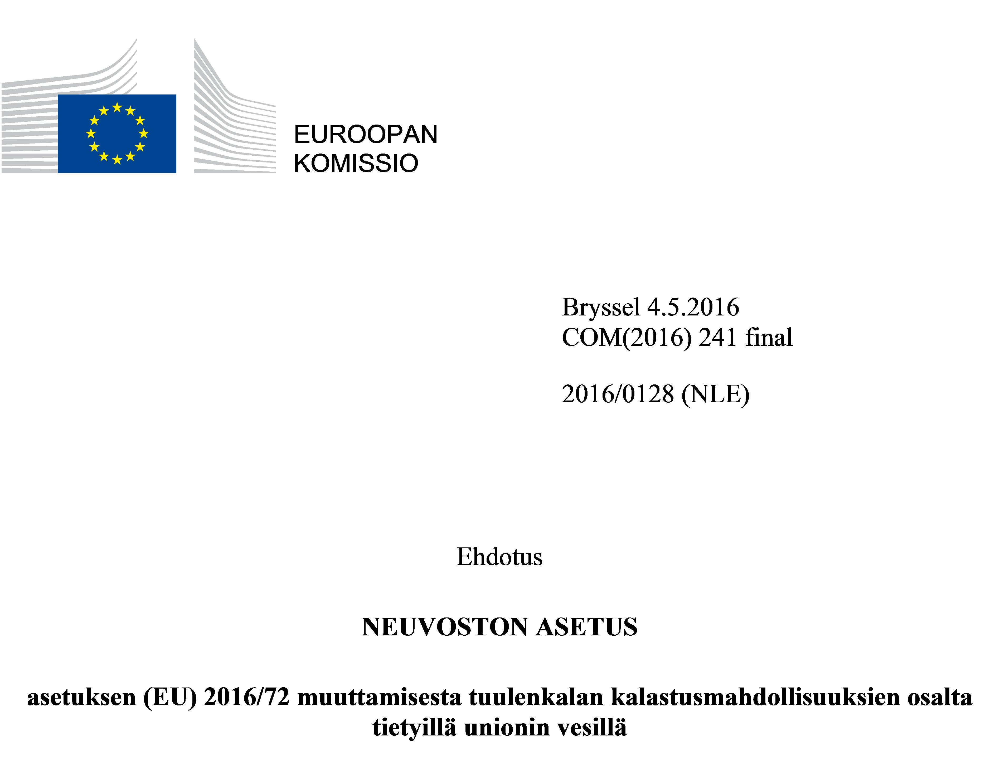 EUROOPAN
KOMISSIO
Bryssel 4.5.2016
COM(2016) 241 final
2016/0128 (NLE)
Ehdotus
NEUVOSTON ASETUS
asetuksen (EU) 2016/72 muuttamisesta tuulenkalan kalastusmahdollisuuksien osalta
tietyillä unionin vesillä